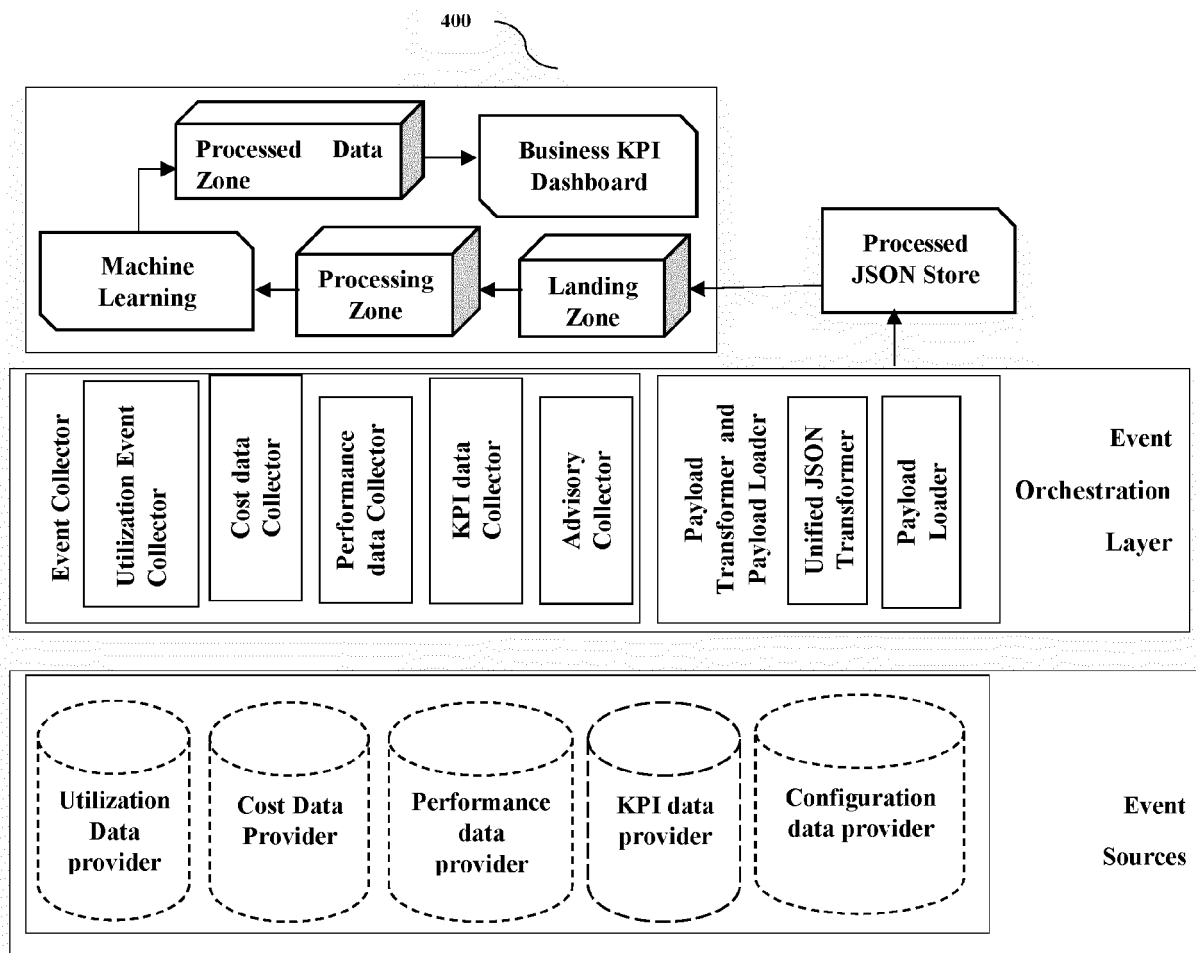 400
Processed Data
Zone
Business KPI
Dashboard
Machine
Learning
Processing
Zone
Landing
Zone
Processed
JSON Store
Event Collector
Utilization Event
Collector
Cost data
Collector
Performance
data Collector
KPI data
Collector
Advisory
Collector
Payload
Transformer and
Payload Loader
Unified JSON
Transformer
Payload
Loader
Event
Orchestration
Layer
Utilization
Data
provider
Cost Data
Provider
Performance
data
provider
KPI data
provider
Configuration
data provider
Event
Sources